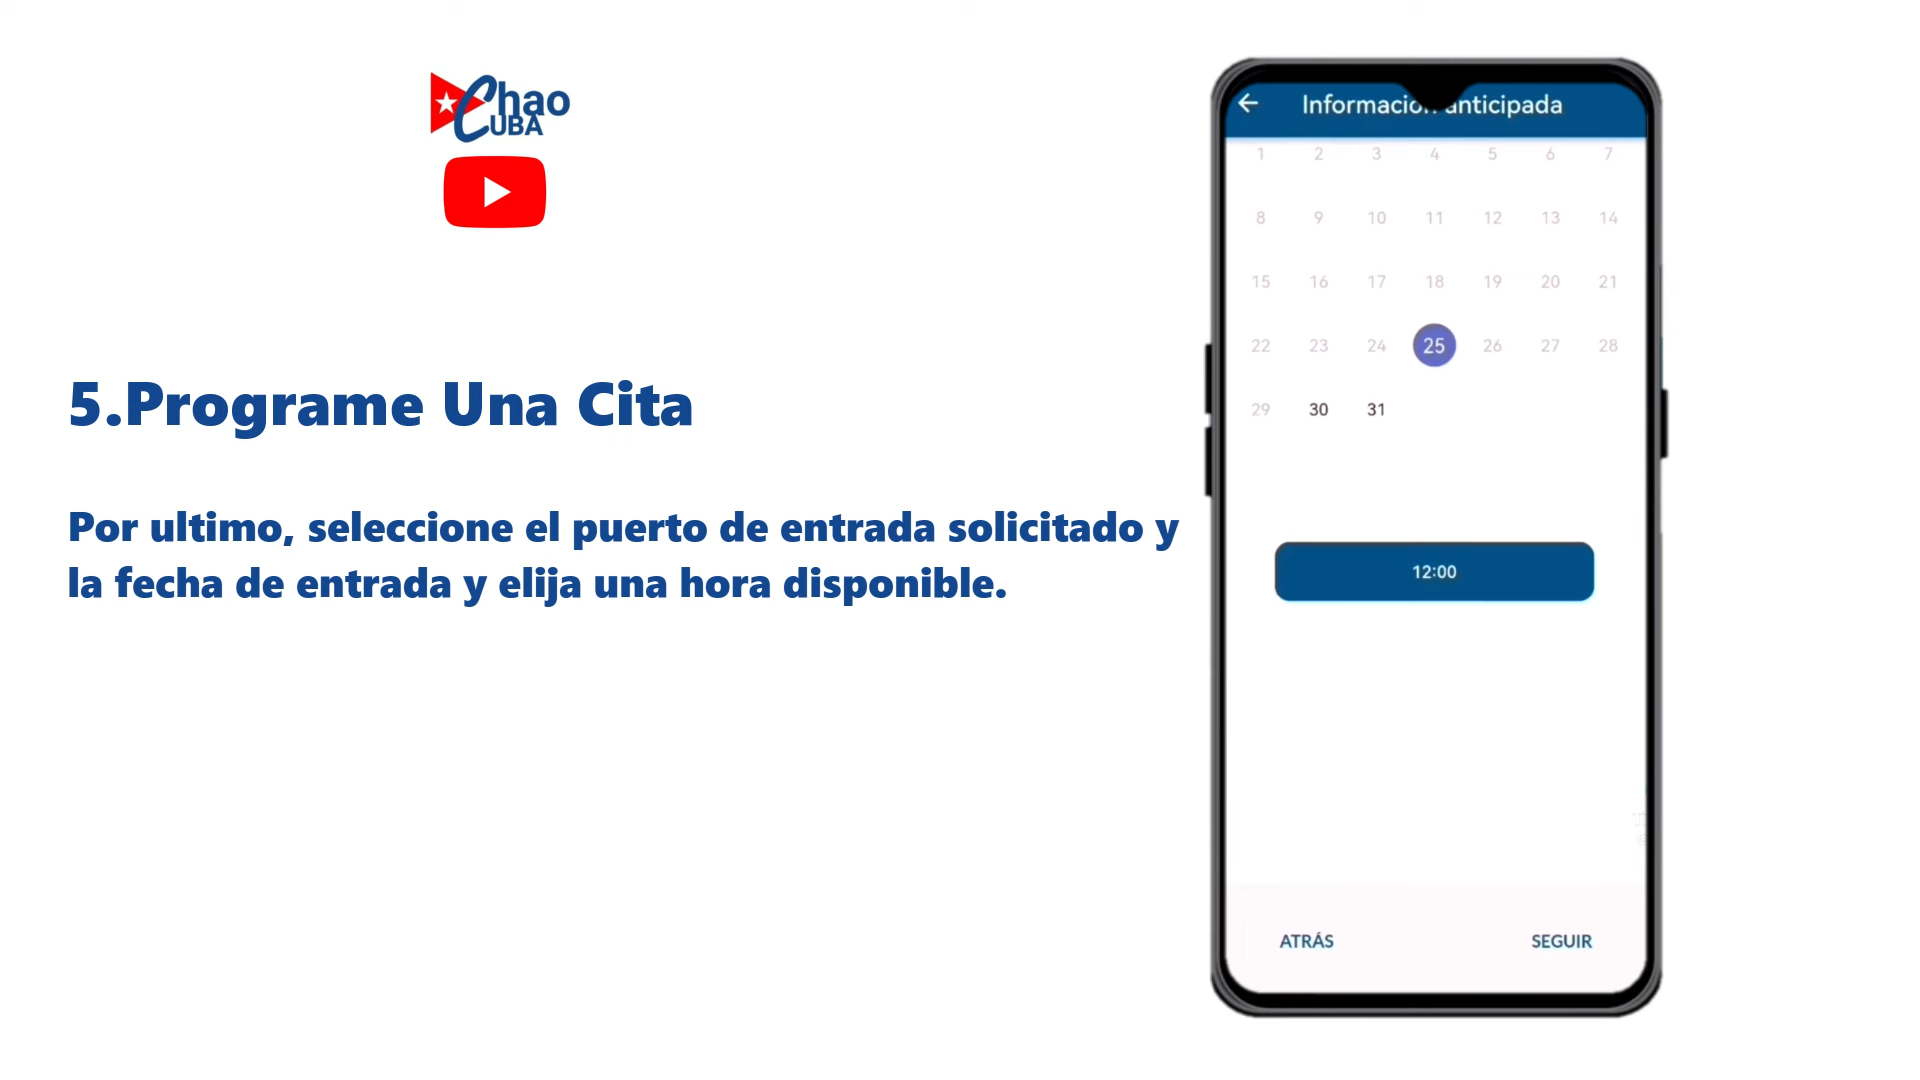 Chao
CUBA
5.Programe Una Cita
Por ultimo, seleccione el puerto de entrada solicitado y
la fecha de entrada y elija una hora disponible.
Información anticipada
1 2 3 4 5 6 7
8 9 10 11 12 13 14
15 16 17 18 19 20 21
22 23 24 25 26 27 28
29 30 31
12:00
ATRÁS SEGUIR